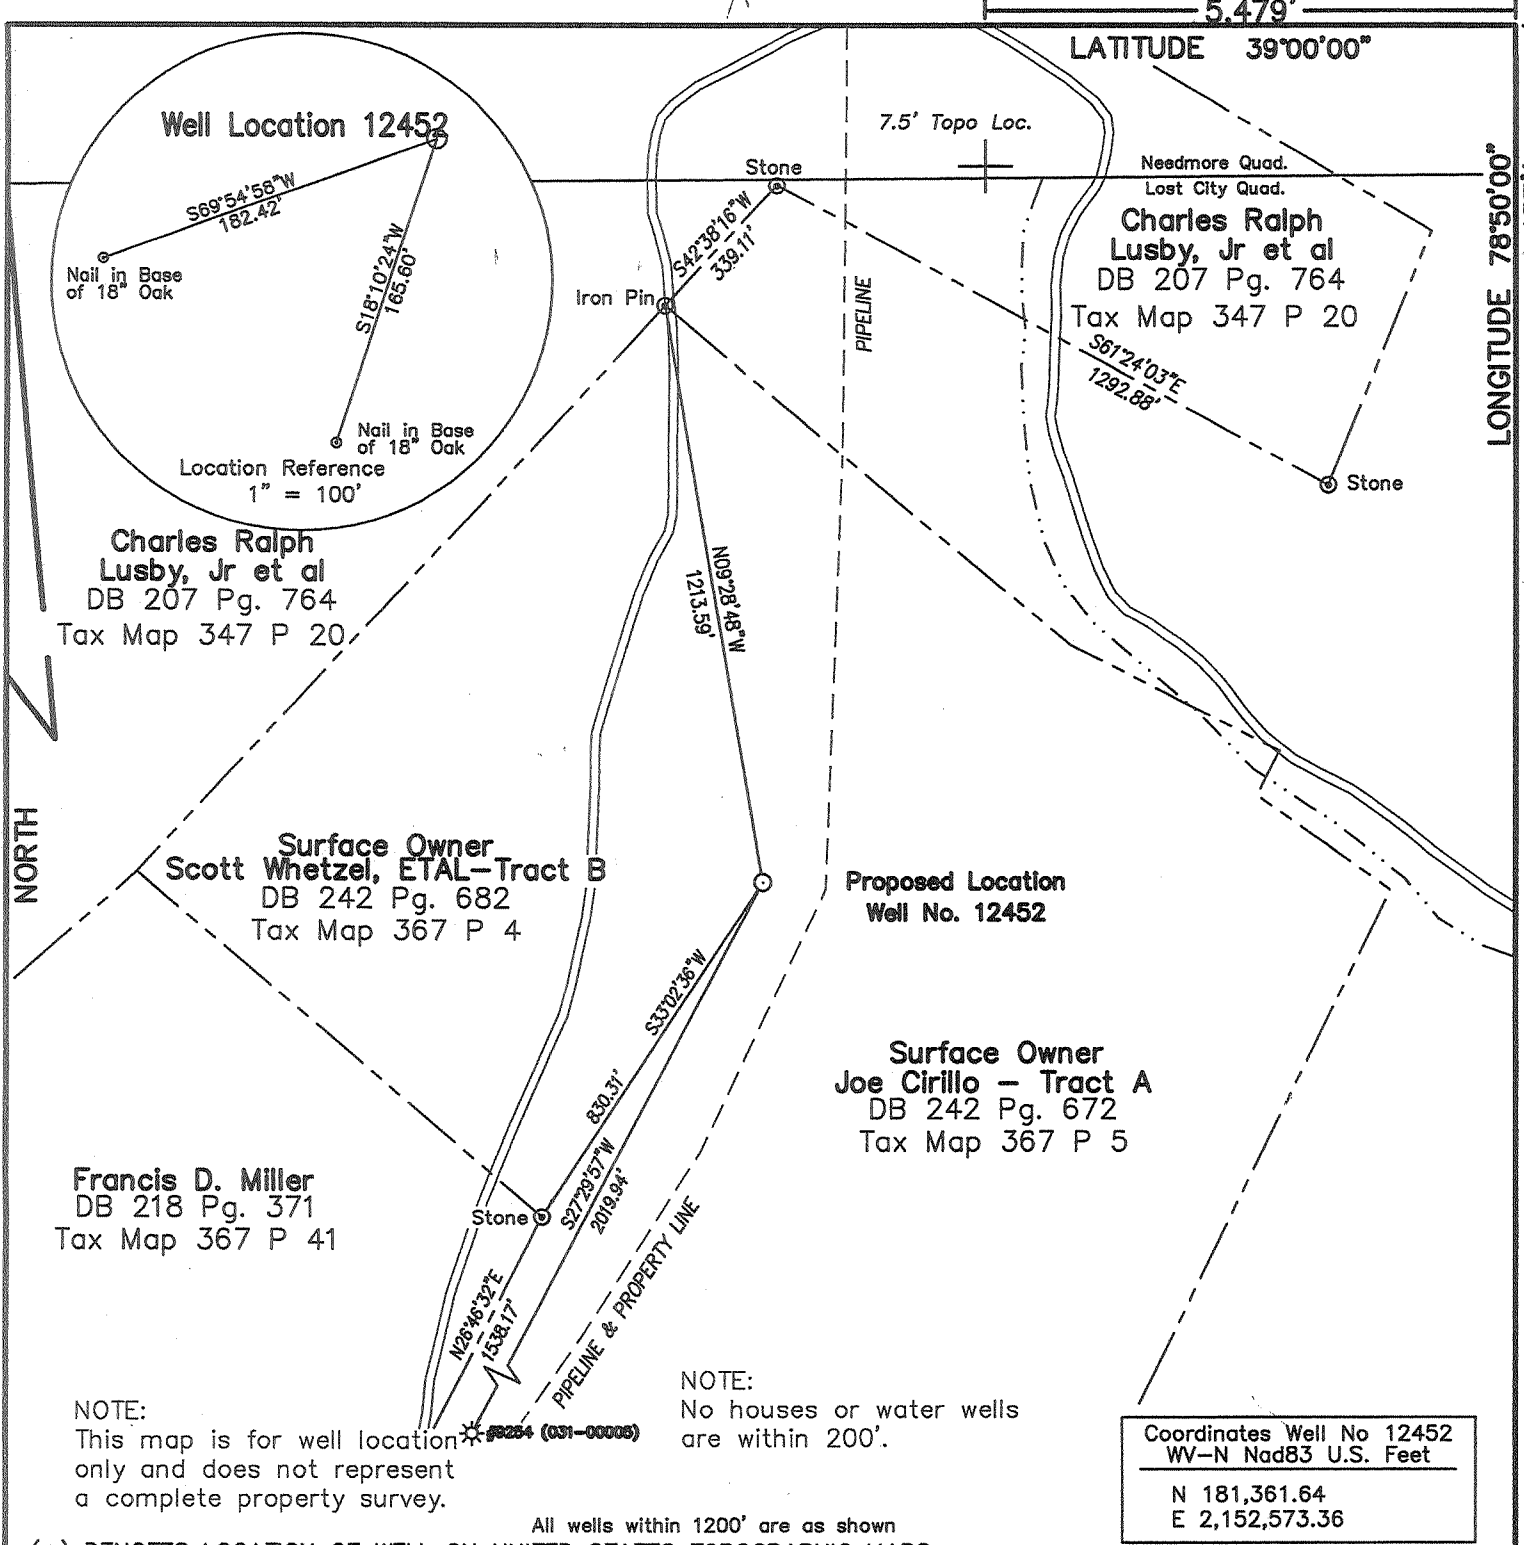 5.479'
LATITUDE 39°00'00"
Well Location 12452
7.5' Topo Loc.
Stone
Needmore Quad.
Lost City Quad.
LONGITUDE 78°50'00"
S69°54'58"W
182.42'
S18°10'24"W
165.60'
Nail in Base
of 18" Oak
Nail in Base
of 18" Oak
Location Reference
1" = 100'
S42°38'16"W
339.11'
Iron Pin
PIPELINE
Charles Ralph
Lusby, Jr et al
DB 207 Pg. 764
Tax Map 347 P 20
S61°24'03"E
1292.88'
Stone
Charles Ralph
Lusby, Jr et al
DB 207 Pg. 764
Tax Map 347 P 20
N09°28'48"W
1213.59'
NORTH
Surface Owner
Scott Whetzel, ETAL-Tract B
DB 242 Pg. 682
Tax Map 367 P 4
Proposed Location
Well No. 12452
S33°02'36"W
830.31'
S27°29'57"W
2019.94'
Surface Owner
Joe Cirillo - Tract A
DB 242 Pg. 672
Tax Map 367 P 5
Francis D. Miller
DB 218 Pg. 371
Tax Map 367 P 41
Stone
N26°46'32"E
1538.17'
PIPELINE & PROPERTY LINE
#9254 (031-00005)
NOTE:
This map is for well location
only and does not represent
a complete property survey.
NOTE:
No houses or water wells
are within 200'.
Coordinates Well No 12452
WV-N Nad83 U.S. Feet
N 181,361.64
E 2,152,573.36
All wells within 1200' are as shown
DENOTES LOCATION OF WELL ON UNITED STATES TOPOGRAPHIC MAPS